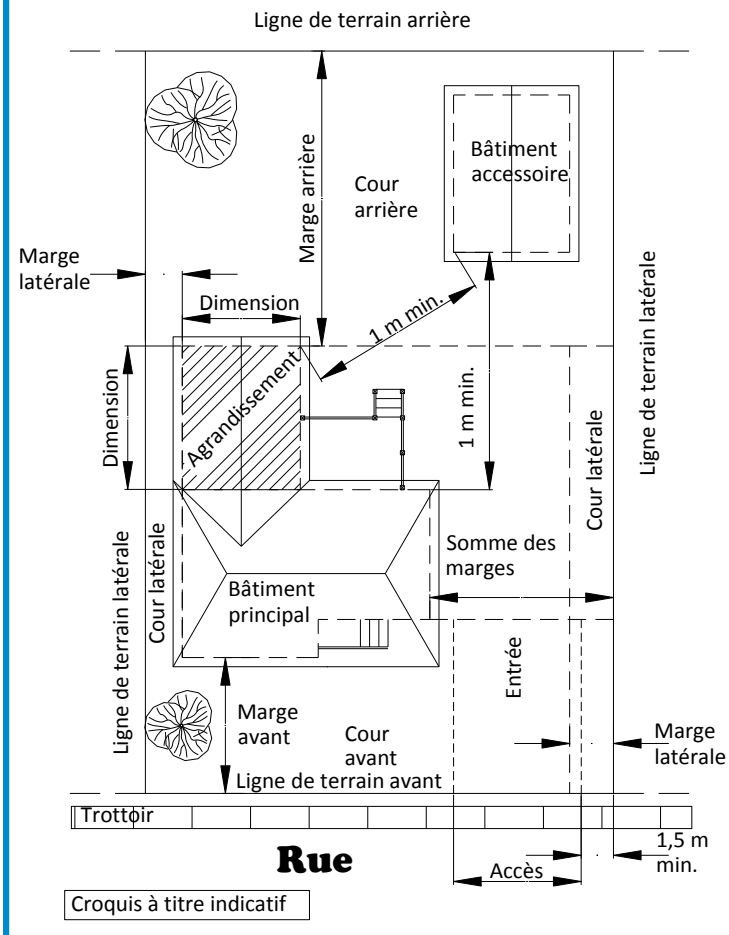 Ligne de terrain arrière
Bâtiment
accessoire
Marge arrière
Cour
arrière
Marge
latérale
Dimension
1 m min.
Ligne de terrain latérale
Dimension
Agrandissement
1 m min.
Cour latérale
Somme des
marges
Ligne de terrain latérale
Cour latérale
Bâtiment
principal
Entrée
Marge
avant
Cour
avant
Marge
latérale
Ligne de terrain avant
Trottoir
Rue
Accès
1,5 m
min.
Croquis à titre indicatif